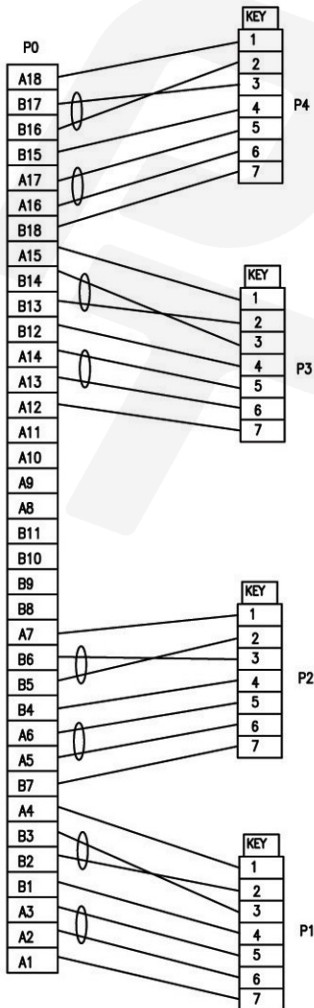 P0
A18
B17
B16
B15
A17
A16
B18
A15
B14
B13
B12
A14
A13
A12
A11
A10
A9
A8
B11
B10
B9
B8
A7
B6
B5
B4
A6
A5
B7
A4
B3
B2
B1
A3
A2
A1
KEY
1
2
3
4
5
6
7
P4
KEY
1
2
3
4
5
6
7
P3
KEY
1
2
3
4
5
6
7
P2
KEY
1
2
3
4
5
6
7
P1